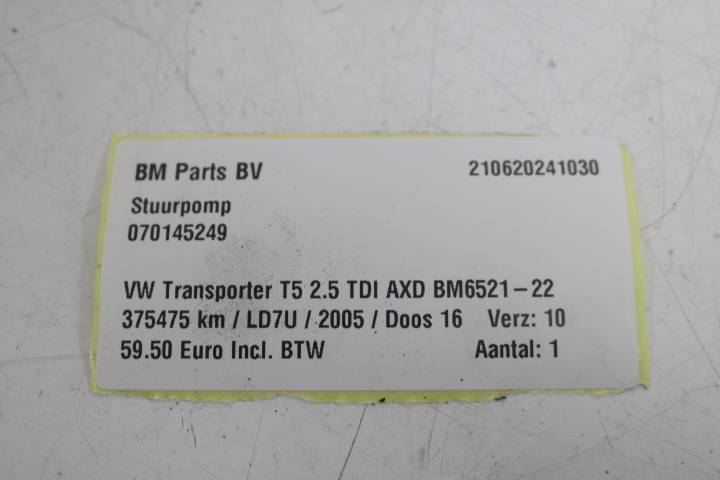 BM Parts BV 210620241030
Stuurpomp
070145249
VW Transporter T5 2.5 TDI AXD BM6521-22
375475 km / LD7U / 2005 / Doos 16 Verz: 10
59.50 Euro Incl. BTW Aantal: 1